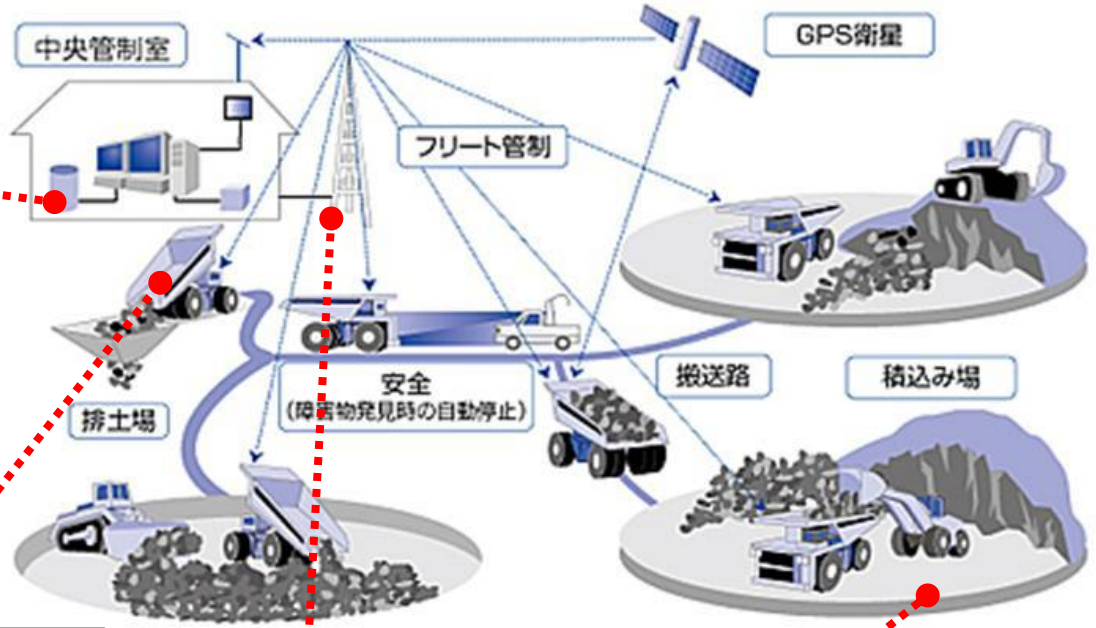 中央管制室
GPS衛星
フリート管制
安全
（障害物発見時の自動停止）
搬送路
積込み場
排土場